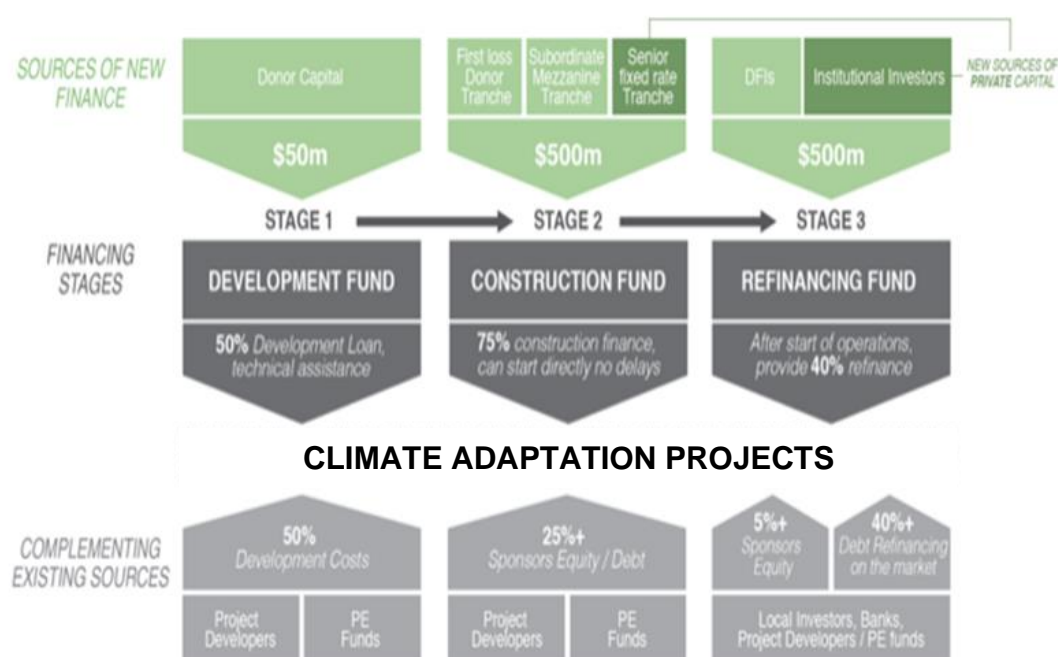 SOURCES OF NEW
FINANCE
Donor Capital
$50m
First loss
Donor
Tranche
Subordinate
Mezzanine
Tranche
Senior
fixed rate
Tranche
$500m
DFIs
Institutional Investors
$500m
NEW SOURCES OF
PRIVATE CAPITAL
STAGE 1
STAGE 2
STAGE 3
FINANCING
STAGES
DEVELOPMENT FUND
50% Development Loan,
technical assistance
CONSTRUCTION FUND
75% construction finance,
can start directly no delays
REFINANCING FUND
After start of operations,
provide 40% refinance
CLIMATE ADAPTATION PROJECTS
COMPLEMENTING
EXISTING SOURCES
50%
Development Costs
Project
Developers
PE
Funds
25%+
Sponsors Equity / Debt
Project
Developers
PE
Funds
5%+
Sponsors
Equity
40%+
Debt Refinancing
on the market
Local Investors, Banks,
Project Developers / PE funds